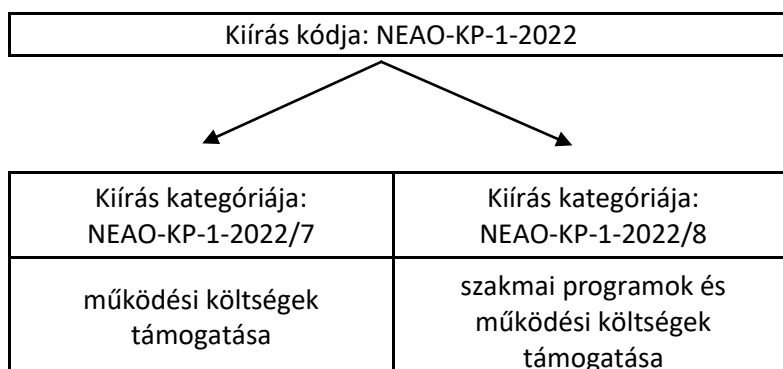 Kiírás kódja: NEAO-KP-1-2022
Kiírás kategóriája:
NEAO-KP-1-2022/7
Kiírás kategóriája:
NEAO-KP-1-2022/8
működési költségek
támogatása
szakmai programok és
működési költségek
támogatása